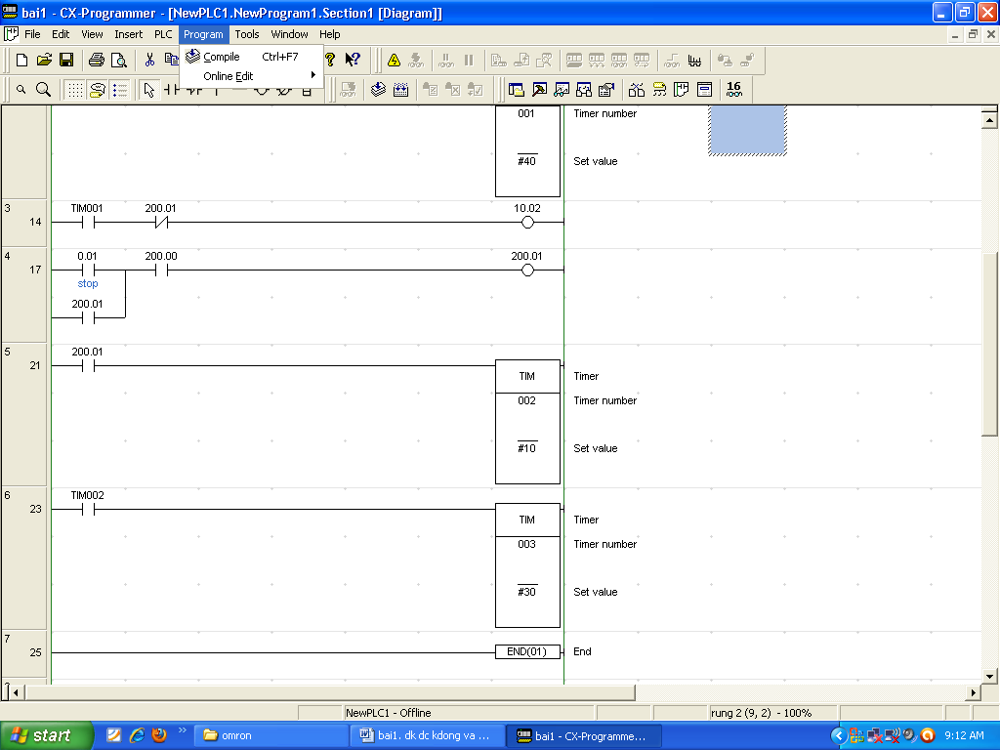 bai1 - CX-Programmer - [NewPLC1.NewProgram1.Section1 [Diagram]]
File Edit View Insert PLC Program Tools Window Help
Compile Ctrl+F7
Online Edit
16
001 Timer number
#40 Set value
3
14
TIM001 200.01 10.02
4
17
0.01 200.00 200.01
stop
200.01
5
21
200.01
TIM Timer
002 Timer number
#10 Set value
6
23
TIM002
TIM Timer
003 Timer number
#30 Set value
7
25
END(01) End
NewPLC1 - Offline
rung 2 (9, 2) - 100%
start
omron
bai1. dk dc kdong va ...
bai1 - CX-Programme...
9:12 AM